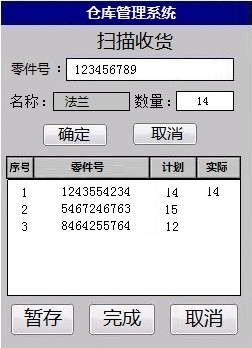 仓库管理系统
扫描收货
零件号 : 123456789
名称: 法兰 数量: 14
确定 取消
序号 零件号 计划 实际
1 1243554234 14 14
2 5467246763 15
3 8464255764 12
暂存 完成 取消